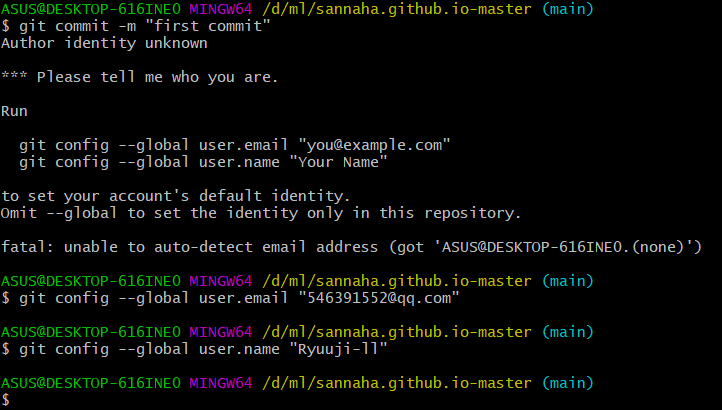 ASUS@DESKTOP-616INE0 MINGW64 /d/ml/sannaha.github.io-master (main)
$ git commit -m "first commit"
Author identity unknown
*** Please tell me who you are.
Run
git config --global user.email "you@example.com"
git config --global user.name "Your Name"
to set your account's default identity.
Omit --global to set the identity only in this repository.
fatal: unable to auto-detect email address (got 'ASUS@DESKTOP-616INE0.(none)')
ASUS@DESKTOP-616INE0 MINGW64 /d/ml/sannaha.github.io-master (main)
$ git config --global user.email "546391552@qq.com"
ASUS@DESKTOP-616INE0 MINGW64 /d/ml/sannaha.github.io-master (main)
$ git config --global user.name "Ryuuji-ll"
ASUS@DESKTOP-616INE0 MINGW64 /d/ml/sannaha.github.io-master (main)
$